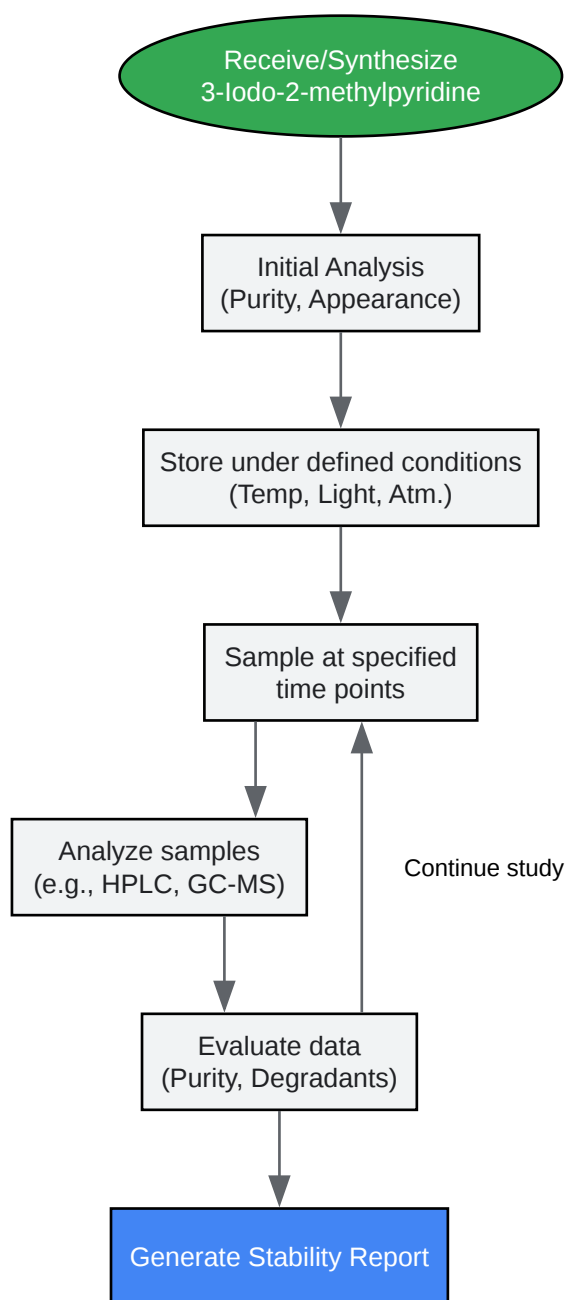 Receive/Synthesize
3-Iodo-2-methylpyridine
Initial Analysis
(Purity, Appearance)
Store under defined conditions
(Temp, Light, Atm.)
Sample at specified
time points
Analyze samples
(e.g., HPLC, GC-MS)
Continue study
Evaluate data
(Purity, Degradants)
Generate Stability Report